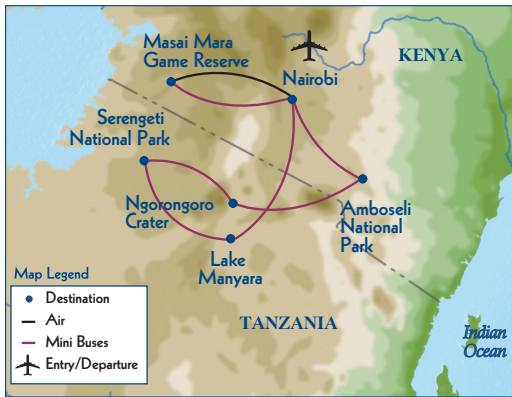 Masai Mara
Game Reserve
KENYA
Nairobi
Serengeti
National Park
Ngorongoro
Crater
Amboseli
National
Park
Lake
Manyara
Map Legend
Destination
Air
Mini Buses
Entry/Departure
TANZANIA
Indian
Ocean